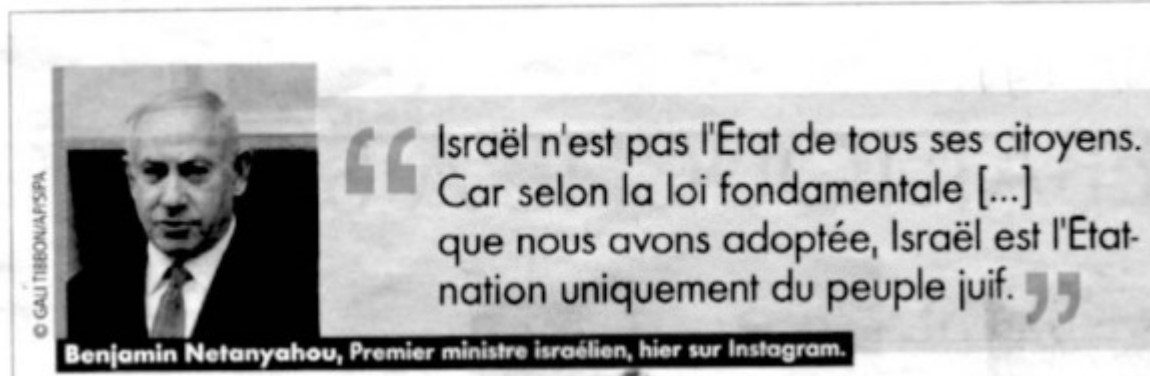 © GALI TIBBON/AP/SIPA
“ Israël n'est pas l'Etat de tous ses citoyens.
Car selon la loi fondamentale [...]
que nous avons adoptée, Israël est l'Etat-
nation uniquement du peuple juif. ”
Benjamin Netanyahou, Premier ministre israélien, hier sur Instagram.